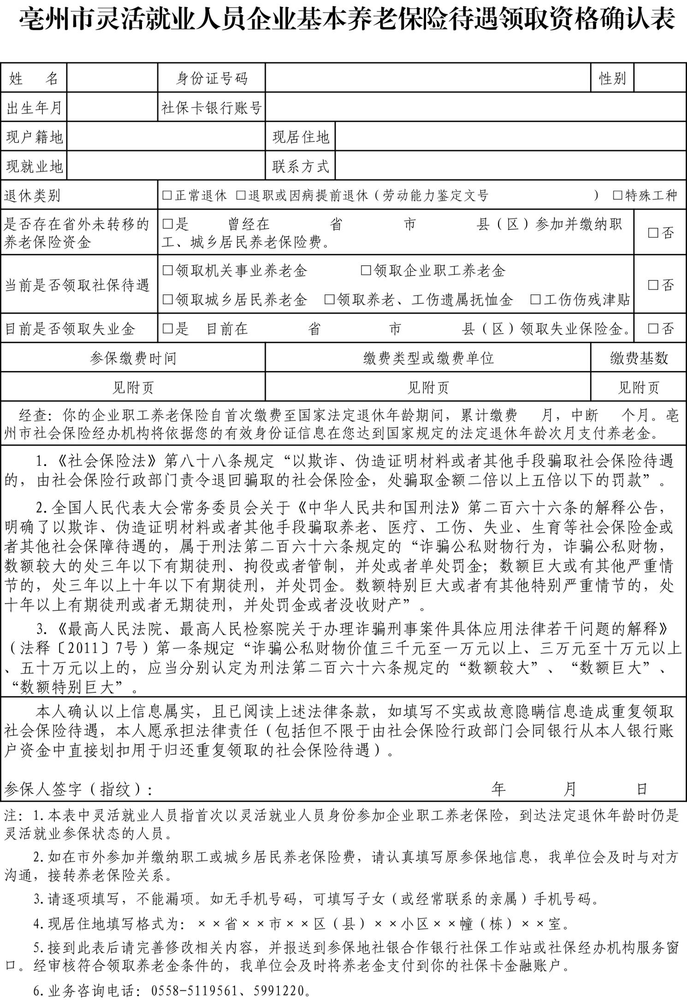 亳州市灵活就业人员企业基本养老保险待遇领取资格确认表
姓 名 身份证号码 性别
出生年月 社保卡银行账号
现户籍地 现居住地
现就业地 联系方式
退休类别 □正常退休 □退职或因病提前退休（劳动能力鉴定文号 ） □特殊工种
是否存在省外未转移的养老保险资金
□是 曾经在 省 市 县（区）参加并缴纳职
工、城乡居民养老保险费。
□否
当前是否领取社保待遇
□领取机关事业养老金 □领取企业职工养老金
□领取城乡居民养老金 □领取养老、工伤遗属抚恤金 □工伤伤残津贴
□否
目前是否领取失业金 □是 目前在 省 市 县（区）领取失业保险金。 □否
参保缴费时间 缴费类型或缴费单位 缴费基数
见附页 见附页 见附页
经查：你的企业职工养老保险自首次缴费至国家法定退休年龄期间，累计缴费 月，中断 个月。亳
州市社会保险经办机构将依据您的有效身份证信息在您达到国家规定的法定退休年龄次月支付养老金。
1.《社会保险法》第八十八条规定“以欺诈、伪造证明材料或者其他手段骗取社会保险待遇
的，由社会保险行政部门责令退回骗取的社会保险金，处骗取金额二倍以上五倍以下的罚款”。
2.全国人民代表大会常务委员会关于《中华人民共和国刑法》第二百六十六条的解释公告，
明确了以欺诈、伪造证明材料或者其他手段骗取养老、医疗、工伤、失业、生育等社会保险金或
者其他社会保障待遇的，属于刑法第二百六十六条规定的“诈骗公私财物行为，诈骗公私财物，
数额较大的处三年以下有期徒刑、拘役或者管制，并处或者单处罚金；数额巨大或有其他严重情
节的，处三年以上十年以下有期徒刑，并处罚金。数额特别巨大或者有其他特别严重情节的，处
十年以上有期徒刑或者无期徒刑，并处罚金或者没收财产”。
3.《最高人民法院、最高人民检察院关于办理诈骗刑事案件具体应用法律若干问题的解释》
（法释〔2011〕7号）第一条规定“诈骗公私财物价值三千元至一万元以上、三万元至十万元以上
、五十万元以上的，应当分别认定为刑法第二百六十六条规定的“数额较大”、“数额巨大”、
“数额特别巨大”。
本人确认以上信息属实，且已阅读上述法律条款，如填写不实或故意隐瞒信息造成重复领取
社会保险待遇，本人愿承担法律责任（包括但不限于由社会保险行政部门会同银行从本人银行账
户资金中直接划扣用于归还重复领取的社会保险待遇）。
参保人签字（指纹）： 年 月 日
注：1.本表中灵活就业人员指首次以灵活就业人员身份参加企业职工养老保险，到达法定退休年龄时仍是
灵活就业参保状态的人员。
2.如在市外参加并缴纳职工或城乡居民养老保险费，请认真填写原参保地信息，我单位会及时与对方
沟通，接转养老保险关系。
3.请逐项填写，不能漏项。如无手机号码，可填写子女（或经常联系的亲属）手机号码。
4.现居住地填写格式为：××省××市××区（县）××小区××幢（栋）××室。
5.接到此表后请完善修改相关内容，并报送到参保地社银合作银行社保工作站或社保经办机构服务窗
口。经审核符合领取养老金条件的，我单位会及时将养老金支付到你的社保卡金融账户。
6.业务咨询电话：0558-5119561、5991220。